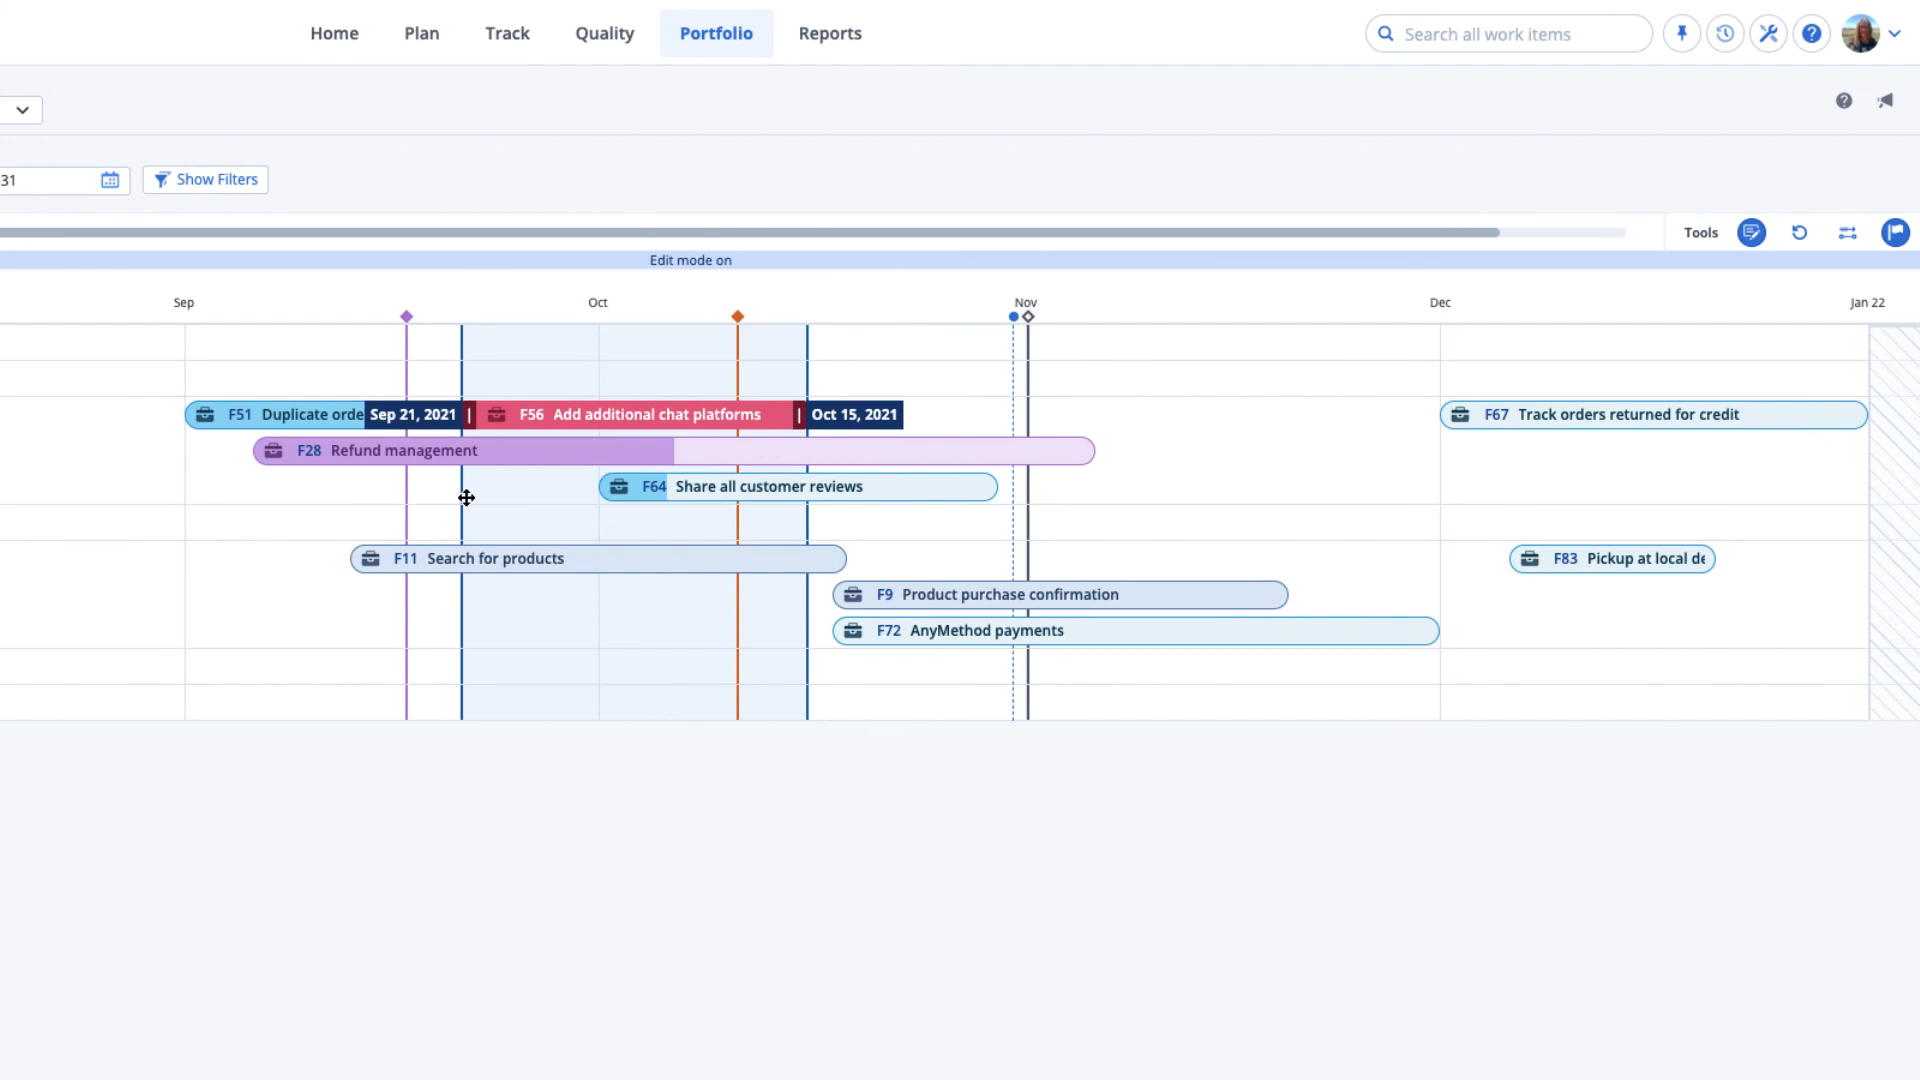 Home Plan Track Quality Portfolio Reports Search all work items
31 Show Filters
Tools
Edit mode on
Sep Oct Nov Dec Jan 22
F51 Duplicate orde Sep 21, 2021 | F56 Add additional chat platforms | Oct 15, 2021 F67 Track orders returned for credit
F28 Refund management
F64 Share all customer reviews
F11 Search for products F83 Pickup at local de
F9 Product purchase confirmation
F72 AnyMethod payments